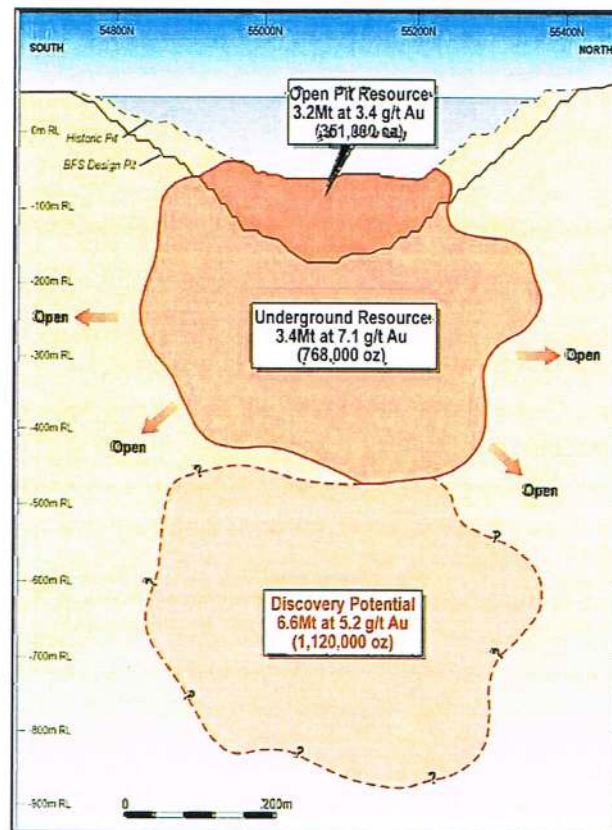 54800N 55000N 55200N 55400N
SOUTH NORTH
Open Pit Resource
3.2Mt at 3.4 g/t Au
(351,000 oz)
0m RL
Historic Pit
BFS Design Pit
-100m RL
-200m RL
Open
Underground Resource
3.4Mt at 7.1 g/t Au
(768,000 oz)
-300m RL
Open
-400m RL
Open
Open
?
-500m RL
?
?
-600m RL
Discovery Potential
6.6Mt at 5.2 g/t Au
(1,120,000 oz)
-700m RL
?
?
-800m RL
?
?
-900m RL
0 200m